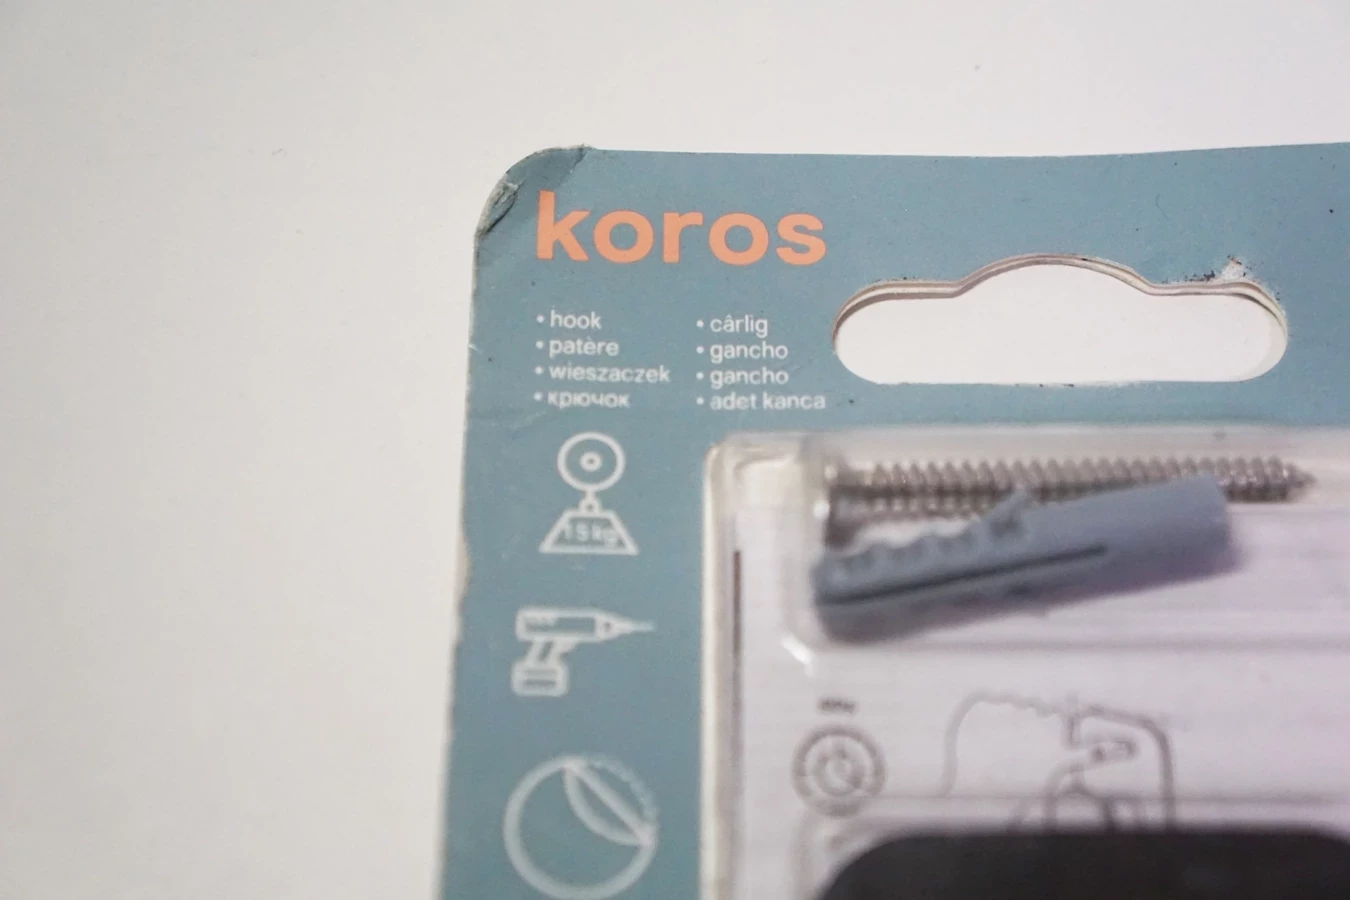 koros
• hook
• patère
• wieszaczek
• крючок
• cârlig
• gancho
• gancho
• adet kanca
15kg